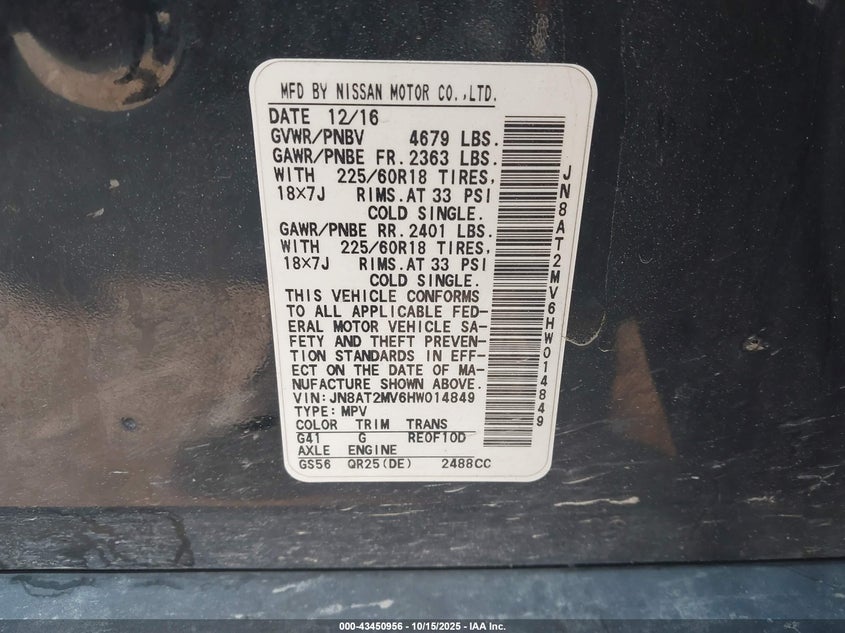 MFD BY NISSAN MOTOR CO.,LTD.
DATE 12/16
GVWR/PNBV 4679 LBS.
GAWR/PNBE FR. 2363 LBS.
WITH 225/60R18 TIRES,
18×7J RIMS.AT 33 PSI
COLD SINGLE.
GAWR/PNBE RR. 2401 LBS.
WITH 225/60R18 TIRES,
18×7J RIMS.AT 33 PSI
COLD SINGLE.
THIS VEHICLE CONFORMS
TO ALL APPLICABLE FED-
ERAL MOTOR VEHICLE SA-
FETY AND THEFT PREVEN-
TION STANDARDS IN EFF-
ECT ON THE DATE OF MA-
NUFACTURE SHOWN ABOVE.
VIN:JN8AT2MV6HW014849
TYPE:MPV
COLOR TRIM TRANS
G41 G RE0F10D
AXLE ENGINE
GS56 QR25(DE) 2488CC
JN8AT2MV6HW014849
000-43450956 - 10/15/2025 - IAA Inc.